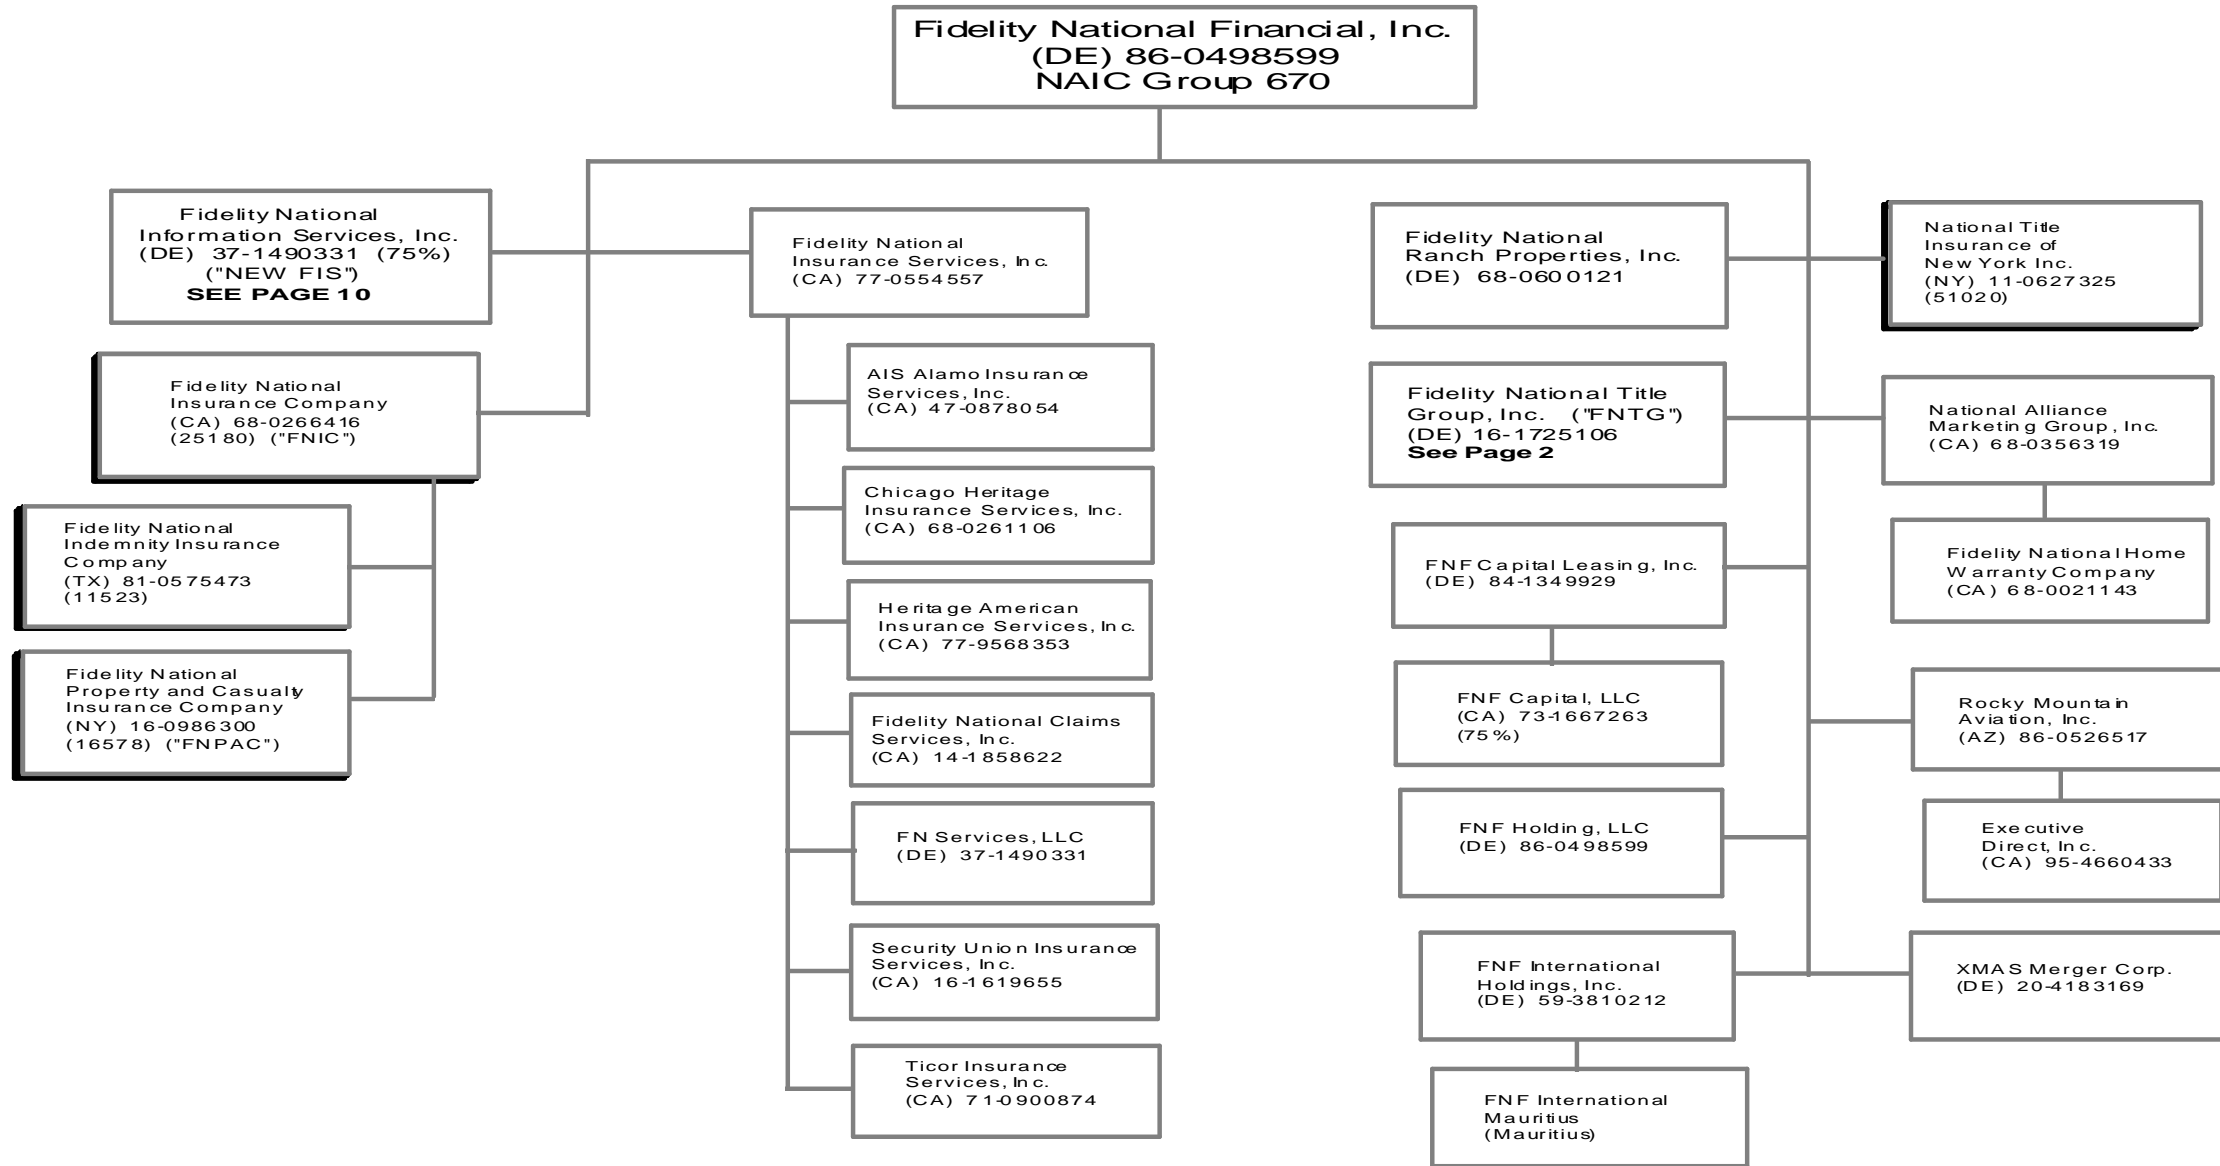 Fidelity National Financial, Inc.
(DE) 86-0498599
NAIC Group 670
Fidelity National
Information Services, Inc.
(DE) 37-1490331 (75%)
("NEW FIS")
SEE PAGE 10
Fidelity National
Insurance Services, Inc.
(CA) 77-0554557
Fidelity National
Ranch Properties, Inc.
(DE) 68-0600121
National Title
Insurance of
New York Inc.
(NY) 11-0627325
(51020)
Fidelity National
Insurance Company
(CA) 68-0266416
(25180) ("FNIC")
AIS Alamo Insurance
Services, Inc.
(CA) 47-0878054
Fidelity National Title
Group, Inc. ("FNTG")
(DE) 16-1725106
See Page 2
National Alliance
Marketing Group, Inc.
(CA) 68-0356319
Fidelity National
Indemnity Insurance
Company
(TX) 81-0575473
(11523)
Chicago Heritage
Insurance Services, Inc.
(CA) 68-0261106
FNF Capital Leasing, Inc.
(DE) 84-1349929
Fidelity National Home
Warranty Company
(CA) 68-0021143
Fidelity National
Property and Casualty
Insurance Company
(NY) 16-0986300
(16578) ("FNPAC")
Heritage American
Insurance Services, Inc.
(CA) 77-9568353
FNF Capital, LLC
(CA) 73-1667263
(75%)
Rocky Mountain
Aviation, Inc.
(AZ) 86-0526517
Fidelity National Claims
Services, Inc.
(CA) 14-1858622
FN Services, LLC
(DE) 37-1490331
FNF Holding, LLC
(DE) 86-0498599
Executive
Direct, Inc.
(CA) 95-4660433
Security Union Insurance
Services, Inc.
(CA) 16-1619655
FNF International
Holdings, Inc.
(DE) 59-3810212
XMAS Merger Corp.
(DE) 20-4183169
Ticor Insurance
Services, Inc.
(CA) 71-0900874
FNF International
Mauritius
(Mauritius)